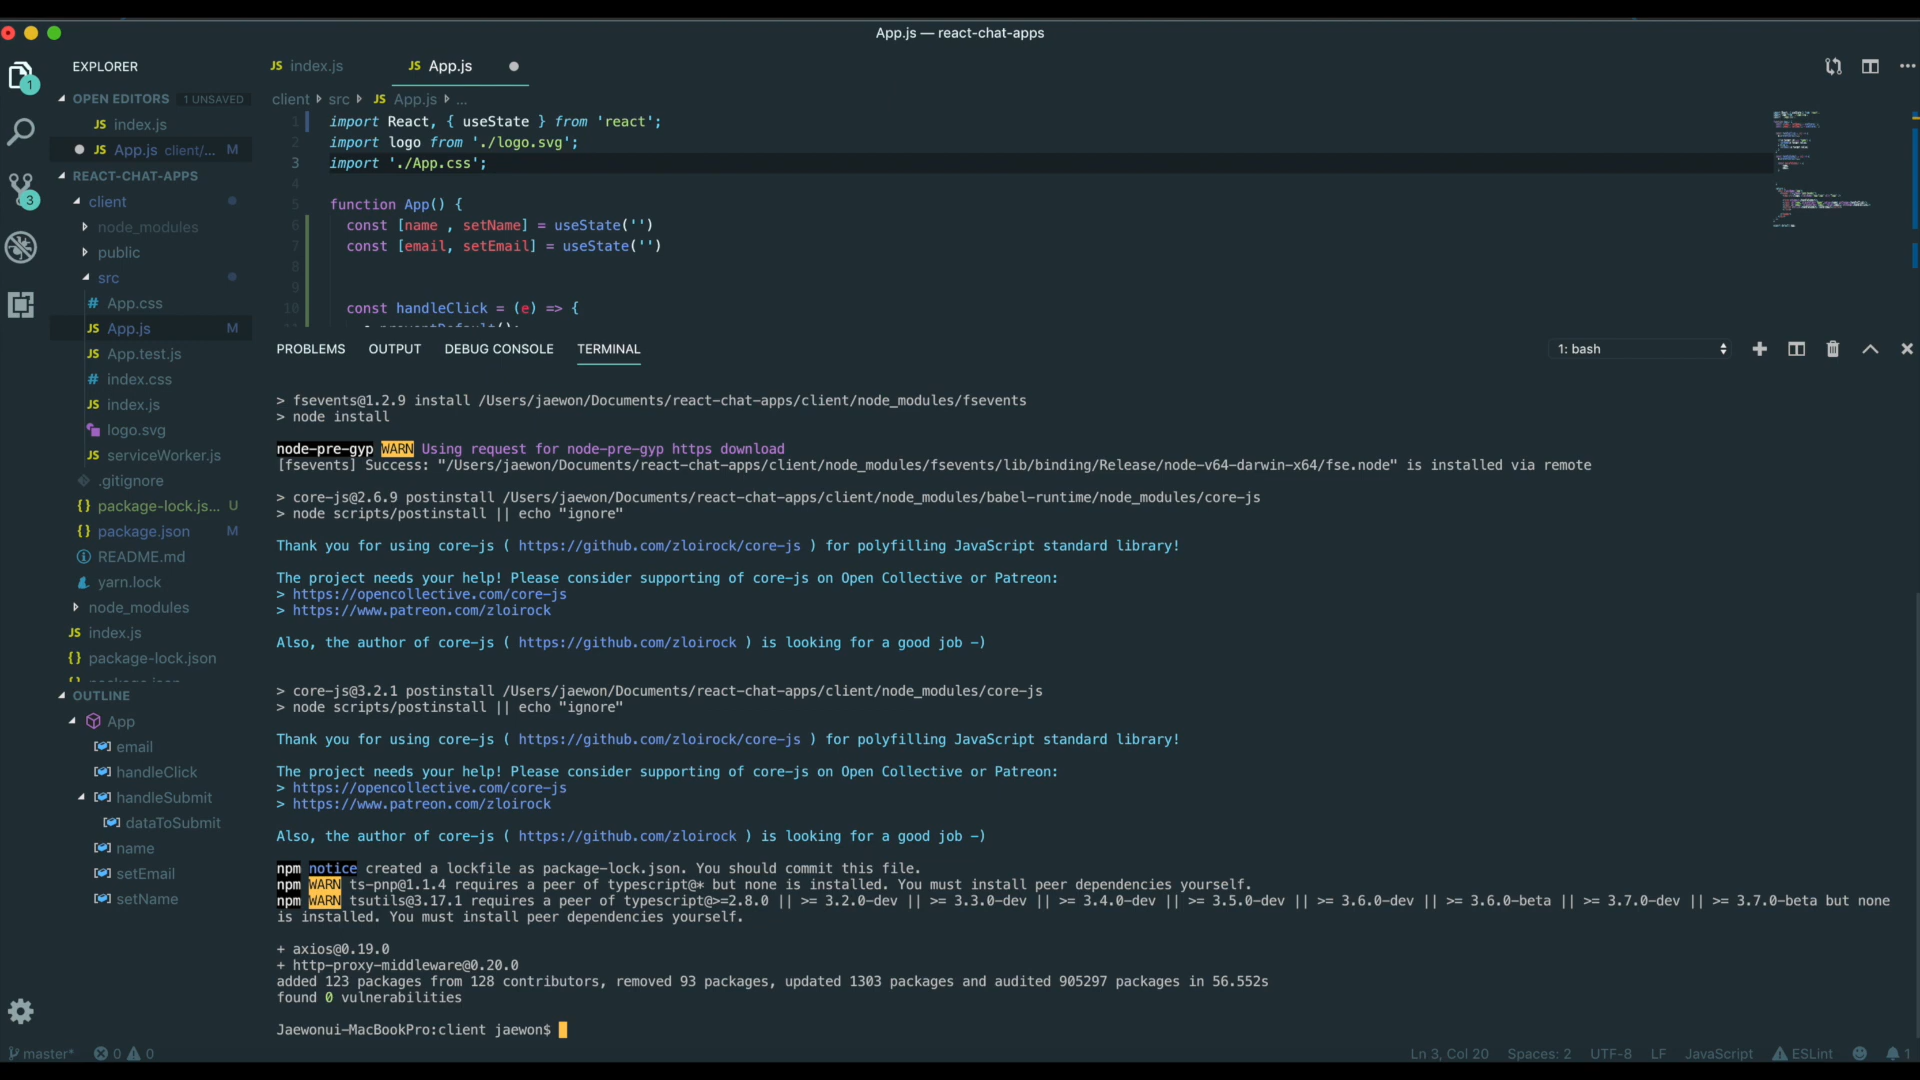 App.js — react-chat-apps
EXPLORER
JS index.js
JS App.js
1
OPEN EDITORS 1 UNSAVED
client src JS App.js ...
JS index.js
JS App.js client/... M
REACT-CHAT-APPS
client
node_modules
public
src
# App.css
JS App.js M
JS App.test.js
# index.css
JS index.js
logo.svg
JS serviceWorker.js
.gitignore
{} package-lock.js... U
{} package.json M
README.md
yarn.lock
node_modules
JS index.js
{} package-lock.json
3
OUTLINE
App
email
handleClick
handleSubmit
dataToSubmit
name
setEmail
setName
1 import React, { useState } from 'react';
2 import logo from './logo.svg';
3 import './App.css';
4
5 function App() {
6 const [name , setName] = useState('')
7 const [email, setEmail] = useState('')
8
9
10 const handleClick = (e) => {
PROBLEMS OUTPUT DEBUG CONSOLE TERMINAL 1: bash
> fsevents@1.2.9 install /Users/jaewon/Documents/react-chat-apps/client/node_modules/fsevents
> node install
node-pre-gyp WARN Using request for node-pre-gyp https download
[fsevents] Success: "/Users/jaewon/Documents/react-chat-apps/client/node_modules/fsevents/lib/binding/Release/node-v64-darwin-x64/fse.node" is installed via remote
> core-js@2.6.9 postinstall /Users/jaewon/Documents/react-chat-apps/client/node_modules/babel-runtime/node_modules/core-js
> node scripts/postinstall || echo "ignore"
Thank you for using core-js ( https://github.com/zloirock/core-js ) for polyfilling JavaScript standard library!
The project needs your help! Please consider supporting of core-js on Open Collective or Patreon:
> https://opencollective.com/core-js
> https://www.patreon.com/zloirock
Also, the author of core-js ( https://github.com/zloirock ) is looking for a good job -)
> core-js@3.2.1 postinstall /Users/jaewon/Documents/react-chat-apps/client/node_modules/core-js
> node scripts/postinstall || echo "ignore"
Thank you for using core-js ( https://github.com/zloirock/core-js ) for polyfilling JavaScript standard library!
The project needs your help! Please consider supporting of core-js on Open Collective or Patreon:
> https://opencollective.com/core-js
> https://www.patreon.com/zloirock
Also, the author of core-js ( https://github.com/zloirock ) is looking for a good job -)
npm notice created a lockfile as package-lock.json. You should commit this file.
npm WARN ts-pnp@1.1.4 requires a peer of typescript@* but none is installed. You must install peer dependencies yourself.
npm WARN tsutils@3.17.1 requires a peer of typescript@>=2.8.0 || >= 3.2.0-dev || >= 3.3.0-dev || >= 3.4.0-dev || >= 3.5.0-dev || >= 3.6.0-dev || >= 3.6.0-beta || >= 3.7.0-dev || >= 3.7.0-beta but none
is installed. You must install peer dependencies yourself.
+ axios@0.19.0
+ http-proxy-middleware@0.20.0
added 123 packages from 128 contributors, removed 93 packages, updated 1303 packages and audited 905297 packages in 56.552s
found 0 vulnerabilities
Jaewonui-MacBookPro:client jaewon$
master* 0 0 Ln 3, Col 20 Spaces: 2 UTF-8 LF JavaScript ESLint 1